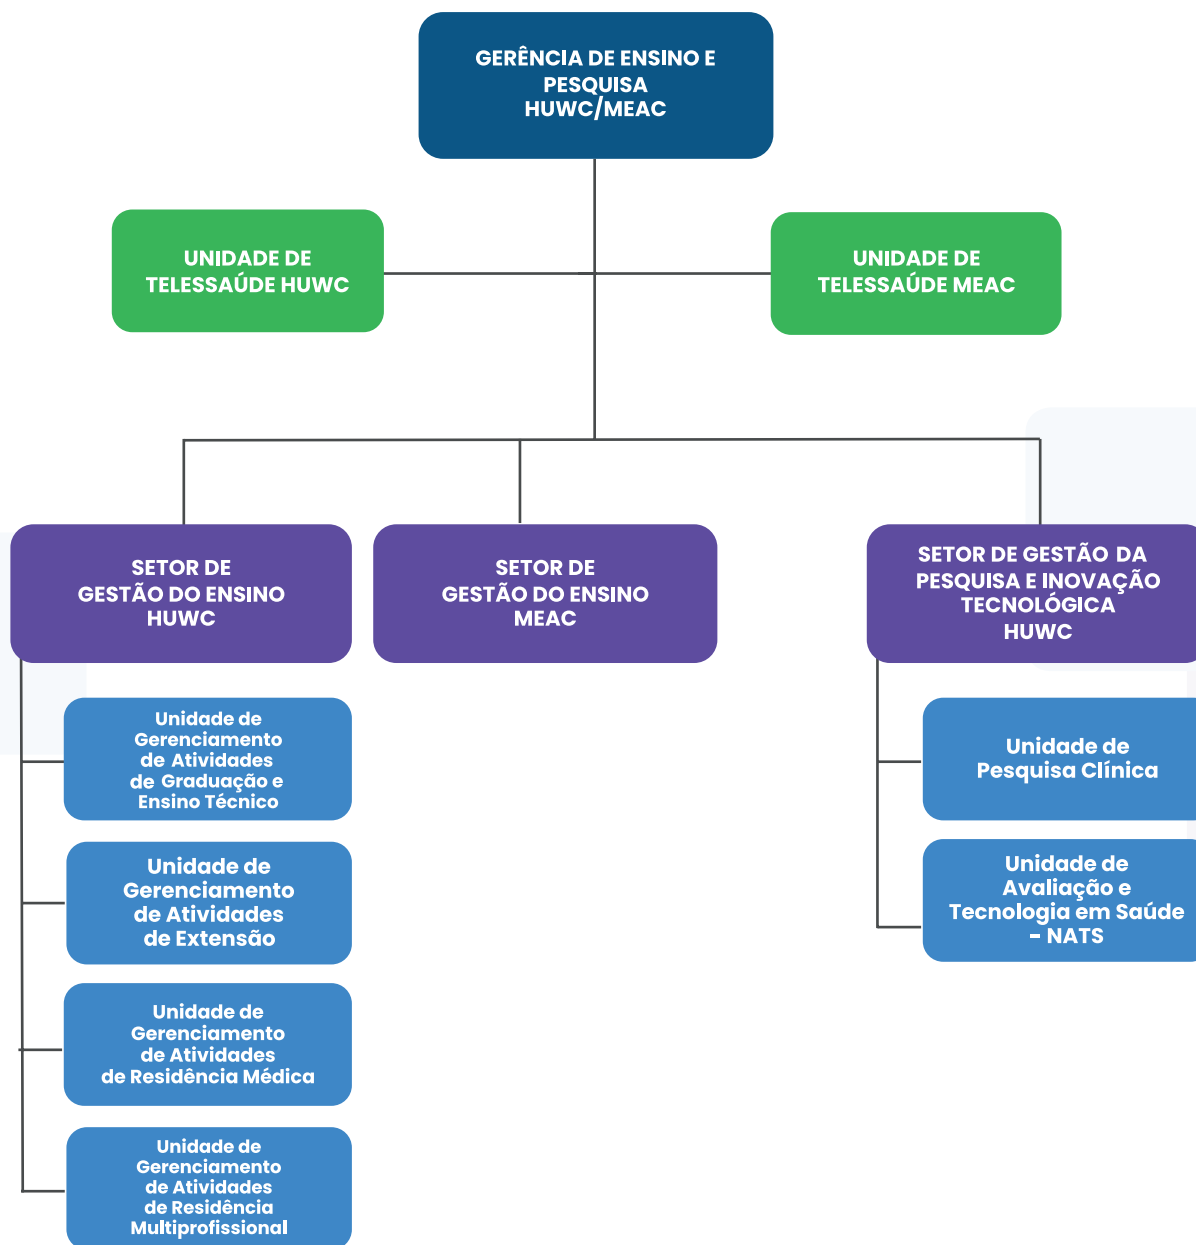 GERÊNCIA DE ENSINO E
PESQUISA
HUWC/MEAC
UNIDADE DE
TELESSAÚDE HUWC
UNIDADE DE
TELESSAÚDE MEAC
SETOR DE
GESTÃO DO ENSINO
HUWC
SETOR DE
GESTÃO DO ENSINO
MEAC
SETOR DE GESTÃO DA
PESQUISA E INOVAÇÃO
TECNOLÓGICA
HUWC
Unidade de
Gerenciamento
de Atividades
de Graduação e
Ensino Técnico
Unidade de
Gerenciamento
de Atividades
de Extensão
Unidade de
Gerenciamento
de Atividades
de Residência Médica
Unidade de
Gerenciamento
de Atividades
de Residência
Multiprofissional
Unidade de
Pesquisa Clínica
Unidade de
Avaliação e
Tecnologia em Saúde
- NATS